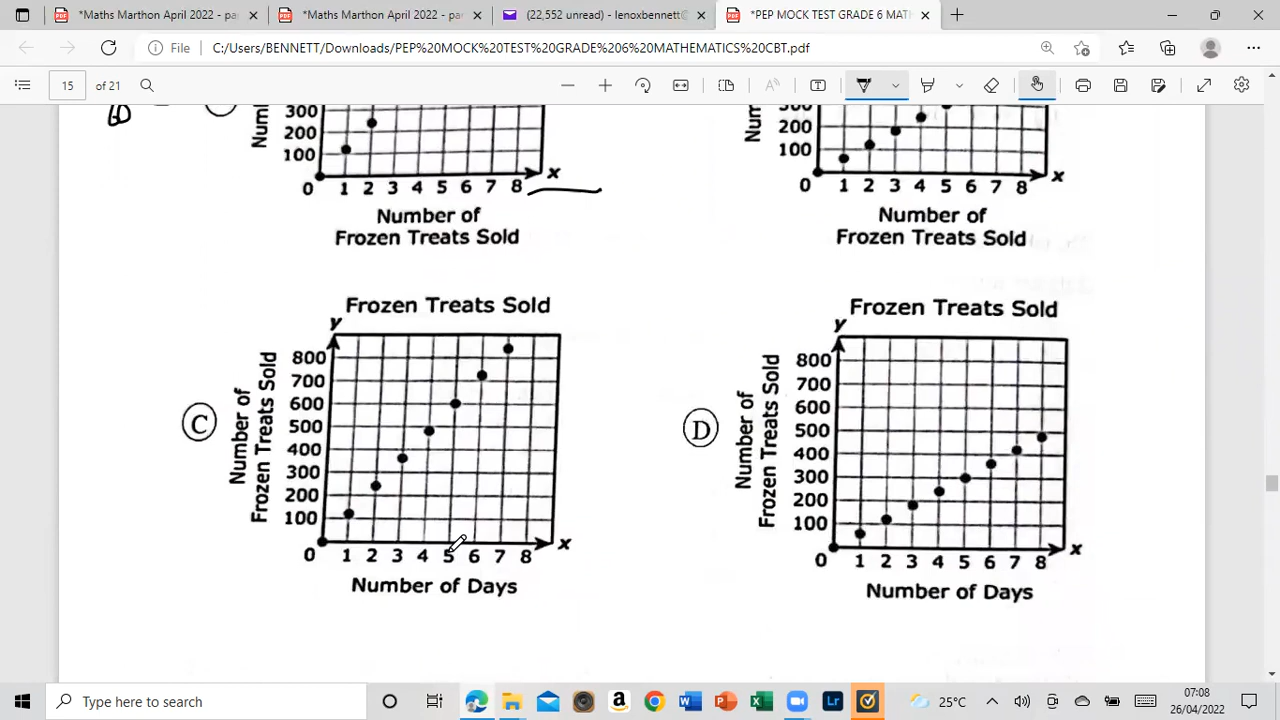 *Maths Marthon April 2022 - pa
*Maths Marthon April 2022 - pa
(22,552 unread) - lenoxbennett@
*PEP MOCK TEST GRADE 6 MATH
File
C:/Users/BENNETT/Downloads/PEP%20MOCK%20TEST%20GRADE%206%20MATHEMATICS%20CBT.pdf
15 of 21
300
200
100
0 1 2 3 4 5 6 7 8 x
Number of
Frozen Treats Sold
200
100
0 1 2 3 4 5 6 7 8 x
Number of
Frozen Treats Sold
Frozen Treats Sold
y
C
Number of
Frozen Treats Sold
800
700
600
500
400
300
200
100
0 1 2 3 4 5 6 7 8 x
Number of Days
Frozen Treats Sold
y
D
Number of
Frozen Treats Sold
800
700
600
500
400
300
200
100
0 1 2 3 4 5 6 7 8 x
Number of Days
Type here to search
25°C
07:08
26/04/2022